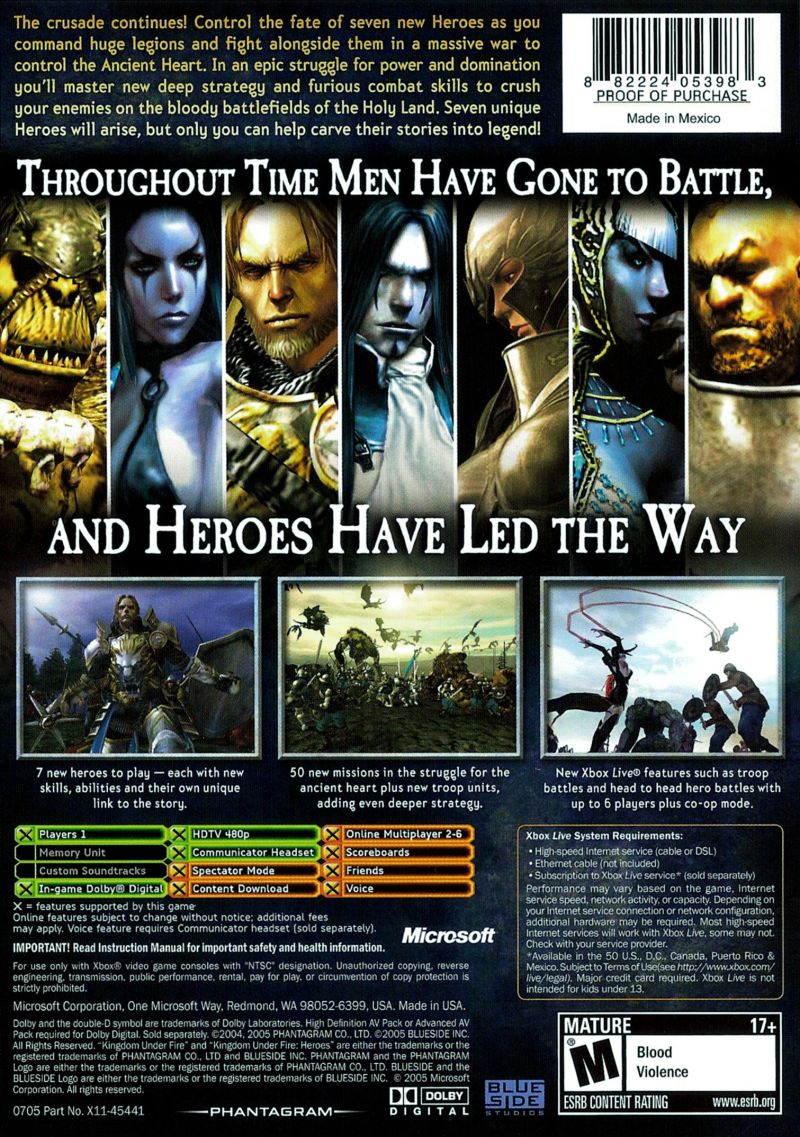 The crusade continues! Control the fate of seven new Heroes as you
command huge legions and fight alongside them in a massive war to
control the Ancient Heart. In an epic struggle for power and domination
you'll master new deep strategy and furious combat skills to crush
your enemies on the bloody battlefields of the Holy Land. Seven unique
Heroes will arise, but only you can help carve their stories into legend!
8 82224 05398 3
PROOF OF PURCHASE
Made in Mexico
THROUGHOUT TIME MEN HAVE GONE TO BATTLE,
AND HEROES HAVE LED THE WAY
7 new heroes to play — each with new
skills, abilities and their own unique
link to the story.
50 new missions in the struggle for the
ancient heart plus new troop units,
adding even deeper strategy.
New Xbox Live® features such as troop
battles and head to head hero battles with
up to 6 players plus co-op mode.
X Players 1
Memory Unit
Custom Soundtracks
X In-game Dolby® Digital
X HDTV 480p
X Communicator Headset
X Spectator Mode
X Content Download
X Online Multiplayer 2-6
X Scoreboards
X Friends
X Voice
X = features supported by this game
Online features subject to change without notice; additional fees
may apply. Voice feature requires Communicator headset (sold separately).
Microsoft
IMPORTANT! Read Instruction Manual for important safety and health information.
For use only with Xbox® video game consoles with "NTSC" designation. Unauthorized copying, reverse
engineering, transmission, public performance, rental, pay for play, or circumvention of copy protection is
strictly prohibited.
Microsoft Corporation, One Microsoft Way, Redmond, WA 98052-6399, USA. Made in USA.
Dolby and the double-D symbol are trademarks of Dolby Laboratories. High Definition AV Pack or Advanced AV
Pack required for Dolby Digital. Sold separately. ©2004, 2005 PHANTAGRAM CO., LTD. ©2005 BLUESIDE INC.
All Rights Reserved. "Kingdom Under Fire" and "Kingdom Under Fire: Heroes" are either the trademarks or the
registered trademarks of PHANTAGRAM CO., LTD and BLUESIDE INC. PHANTAGRAM and the PHANTAGRAM
Logo are either the trademarks or the registered trademarks of PHANTAGRAM CO., LTD. BLUESIDE and the
BLUESIDE Logo are either the trademarks or the registered trademarks of BLUESIDE INC. © 2005 Microsoft
Corporation. All rights reserved.
0705 Part No. X11-45441
PHANTAGRAM
DOLBY
DIGITAL
BLUE
SIDE
STUDIOS
Xbox Live System Requirements:
• High-speed Internet service (cable or DSL)
• Ethernet cable (not included)
• Subscription to Xbox Live service* (sold separately)
Performance may vary based on the game, Internet
service speed, network activity, or capacity. Depending on
your Internet service connection or network configuration,
additional hardware may be required. Most high-speed
Internet services will work with Xbox Live, some may not.
Check with your service provider.
*Available in the 50 U.S., D.C., Canada, Puerto Rico &
Mexico. Subject to Terms of Use(see http://www.xbox.com/
live/legal). Major credit card required. Xbox Live is not
intended for kids under 13.
MATURE 17+
M
®
Blood
Violence
ESRB CONTENT RATING www.esrb.org